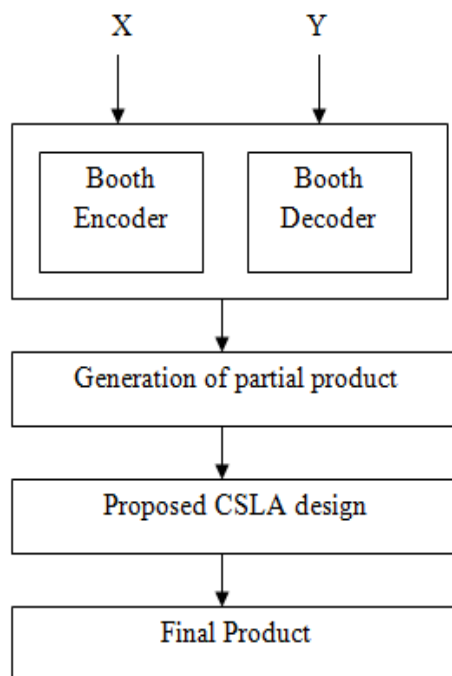 X Y
Booth Booth
Encoder Decoder
Generation of partial product
Proposed CSLA design
Final Product